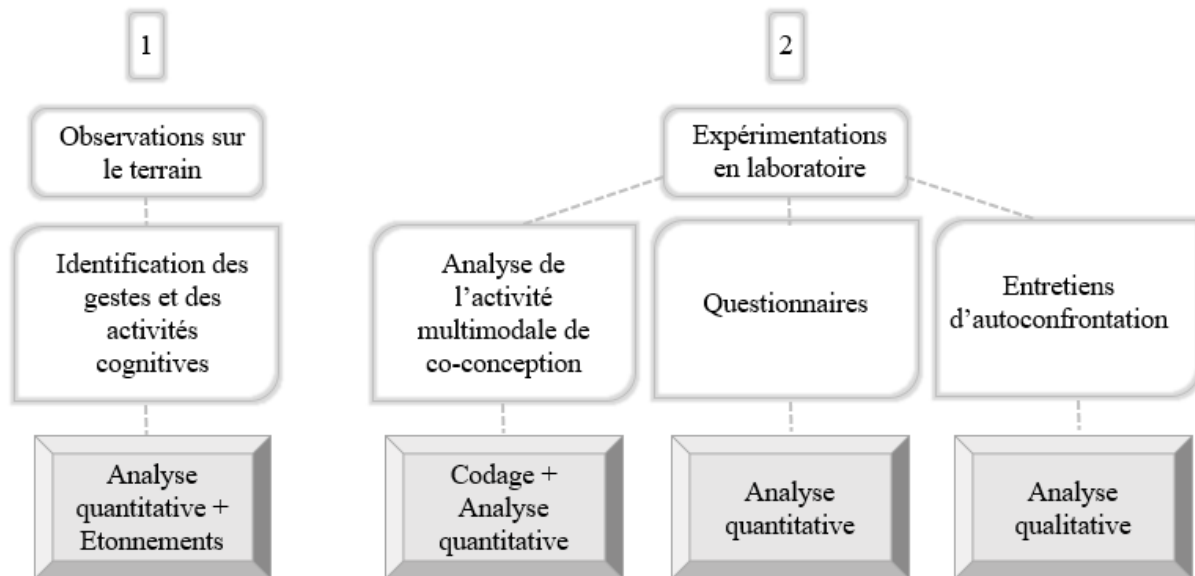 1
2
Observations sur
le terrain
Expérimentations
en laboratoire
Identification des
gestes et des
activités
cognitives
Analyse de
l'activité
multimodale de
co-conception
Questionnaires
Entretiens
d'autoconfrontation
Analyse
quantitative +
Etonnements
Codage +
Analyse
quantitative
Analyse
quantitative
Analyse
qualitative